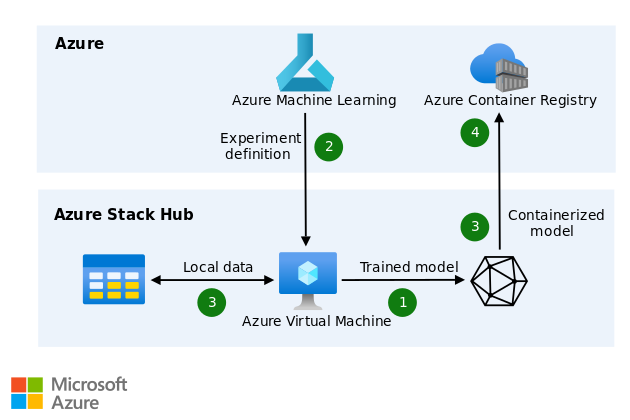 Azure
Azure Machine Learning
Azure Container Registry
Experiment
definition
2
4
Azure Stack Hub
3
Containerized
model
Local data
Trained model
3
1
Azure Virtual Machine
Microsoft
Azure